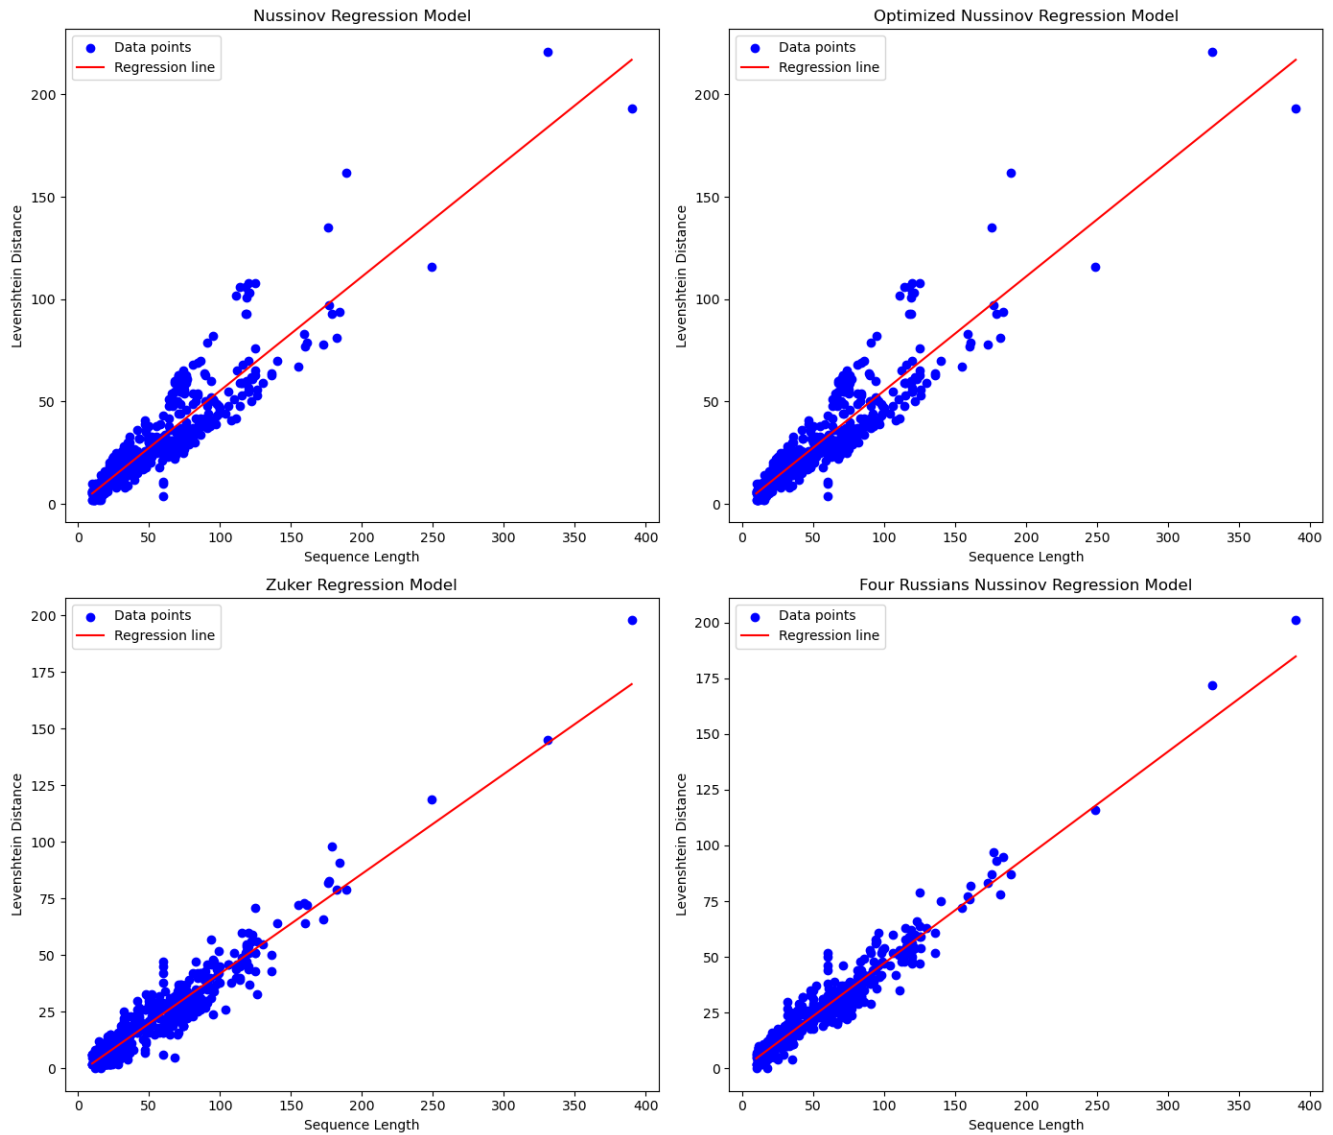 Nussinov Regression Model
Data points
Regression line
200
150
100
50
0
Levenshtein Distance
0 50 100 150 200 250 300 350 400
Sequence Length
Optimized Nussinov Regression Model
Data points
Regression line
200
150
100
50
0
Levenshtein Distance
0 50 100 150 200 250 300 350 400
Sequence Length
Zuker Regression Model
Data points
Regression line
200
175
150
125
100
75
50
25
0
Levenshtein Distance
0 50 100 150 200 250 300 350 400
Sequence Length
Four Russians Nussinov Regression Model
Data points
Regression line
200
175
150
125
100
75
50
25
0
Levenshtein Distance
0 50 100 150 200 250 300 350 400
Sequence Length